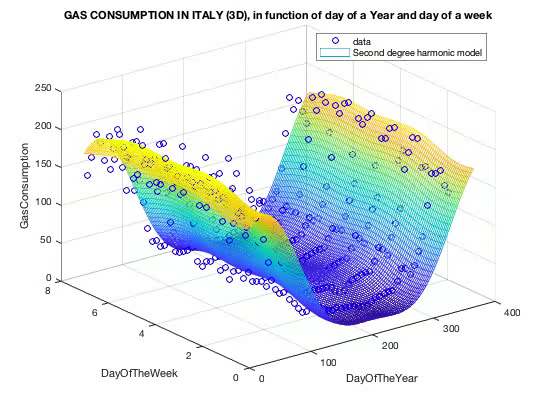 GAS CONSUMPTION IN ITALY (3D), in function of day of a Year and day of a week
data
Second degree harmonic model
250
200
150
100
50
0
GasConsumption
8
6
4
2
0
DayOfTheWeek
0
100
200
300
400
DayOfTheYear